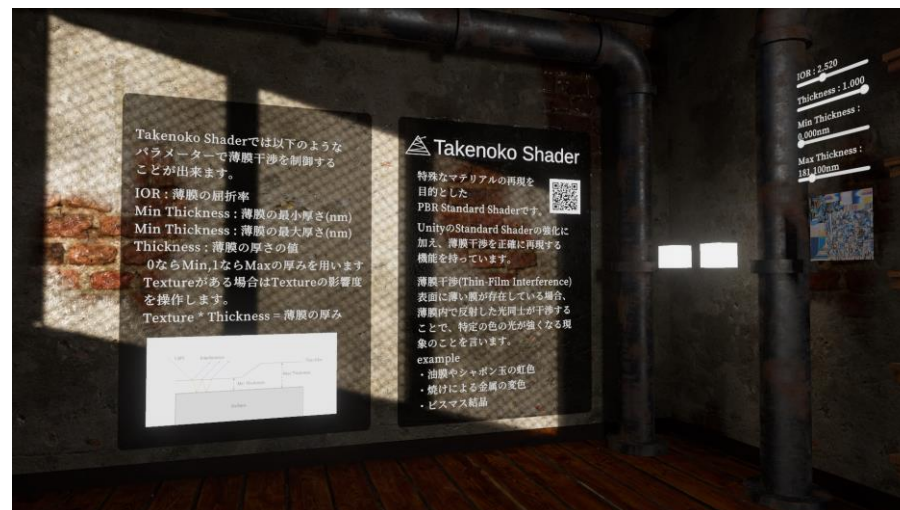 Takenoko Shaderでは以下のような
パラメーターで薄膜干渉を制御する
ことが出来ます。
IOR : 薄膜の屈折率
Min Thickness : 薄膜の最小厚さ(nm)
Min Thickness : 薄膜の最大厚さ(nm)
Thickness : 薄膜の厚さの値
0ならMin,1ならMaxの厚みを用います
Textureがある場合はTextureの影響度
を操作します。
Texture * Thickness = 薄膜の厚み
Takenoko Shader
特殊なマテリアルの再現を
目的とした
PBR Standard Shaderです。
UnityのStandard Shaderの強化に
加え、薄膜干渉を正確に再現する
機能を持っています。
薄膜干渉(Thin-Film Interference)
表面に薄い膜が存在している場合、
薄膜内で反射した光同士が干渉する
ことで、特定の色の光が強くなる現
象のことを言います。
example
・油膜やシャボン玉の虹色
・焼けによる金属の変色
・ビスマス結晶
IOR : 2.520
Thickness : 1.000
Min Thickness :
0.000nm
Max Thickness :
181.100nm